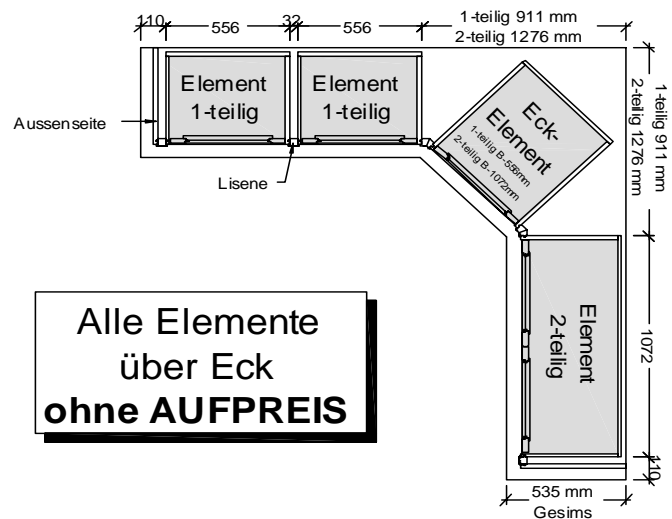 110
556
32
556
1-teilig 911 mm
2-teilig 1276 mm
Element
1-teilig
Element
1-teilig
Eck-
Element
1-teilig B-556mm
2-teilig B-1072mm
1-teilig 911 mm
2-teilig 1276 mm
Aussenseite
Lisene
Element
2-teilig
1072
110
Alle Elemente
über Eck
ohne AUFPREIS
535 mm
Gesims